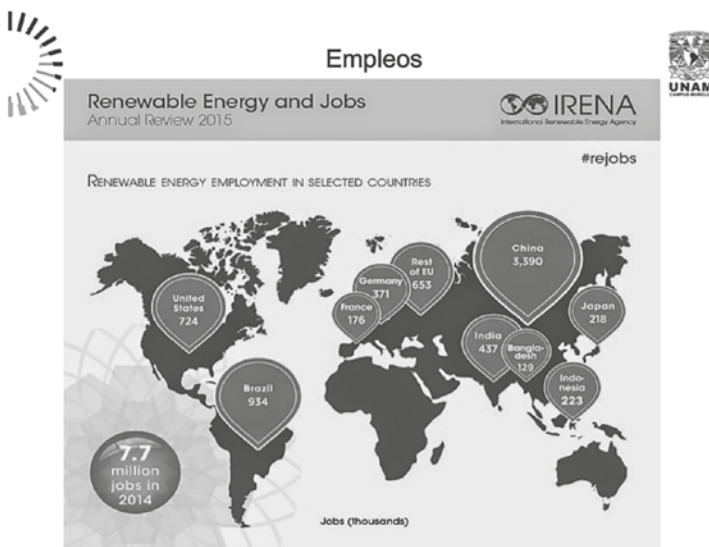 Empleos
UNAM
Renewable Energy and Jobs
Annual Review 2015
IRENA
International Renewable Energy Agency
#rejobs
RENEWABLE ENERGY EMPLOYMENT IN SELECTED COUNTRIES
China
3,390
Rest
of EU
653
Germany
371
France
176
United
States
724
Japan
218
India
437
Bangla-
desh
129
Indo-
nesia
223
Brazil
934
7.7
million
jobs in
2014
Jobs (thousands)